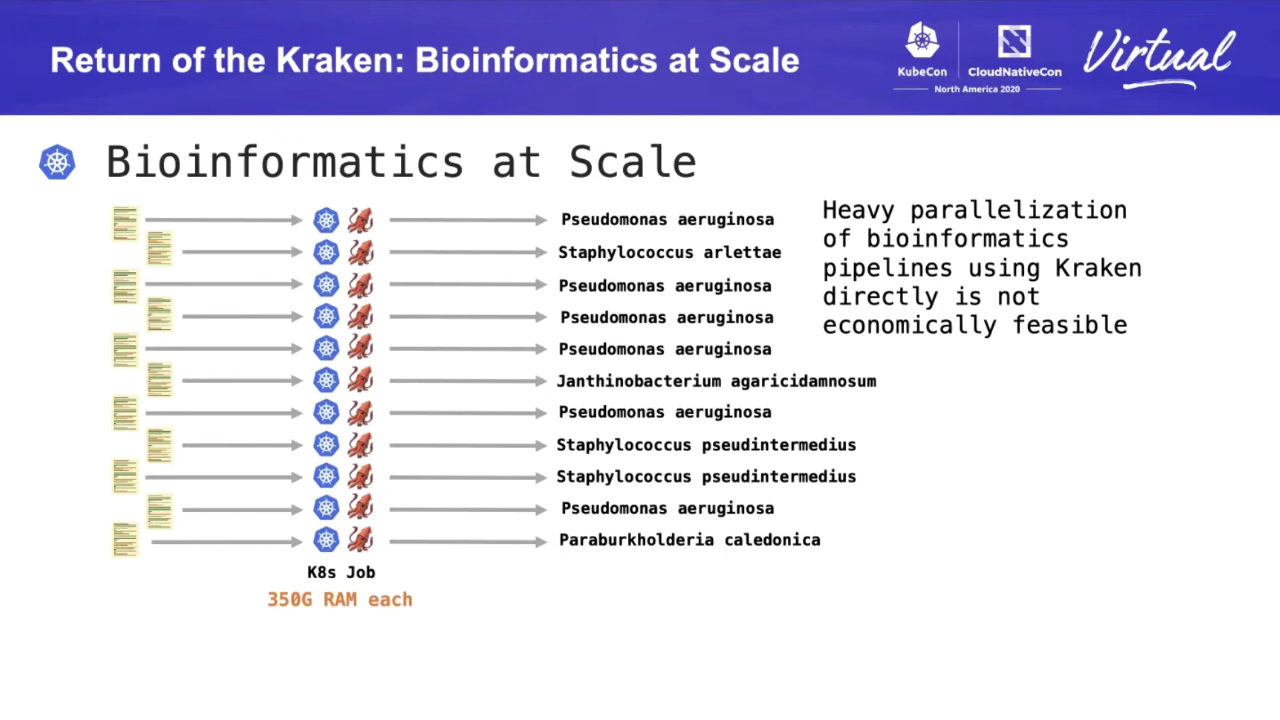 Return of the Kraken: Bioinformatics at Scale
KubeCon
CloudNativeCon
North America 2020
Virtual
Bioinformatics at Scale
Pseudomonas aeruginosa
Staphylococcus arlettae
Pseudomonas aeruginosa
Pseudomonas aeruginosa
Pseudomonas aeruginosa
Janthinobacterium agaricidamnosum
Pseudomonas aeruginosa
Staphylococcus pseudintermedius
Staphylococcus pseudintermedius
Pseudomonas aeruginosa
Paraburkholderia caledonica
K8s Job
350G RAM each
Heavy parallelization
of bioinformatics
pipelines using Kraken
directly is not
economically feasible